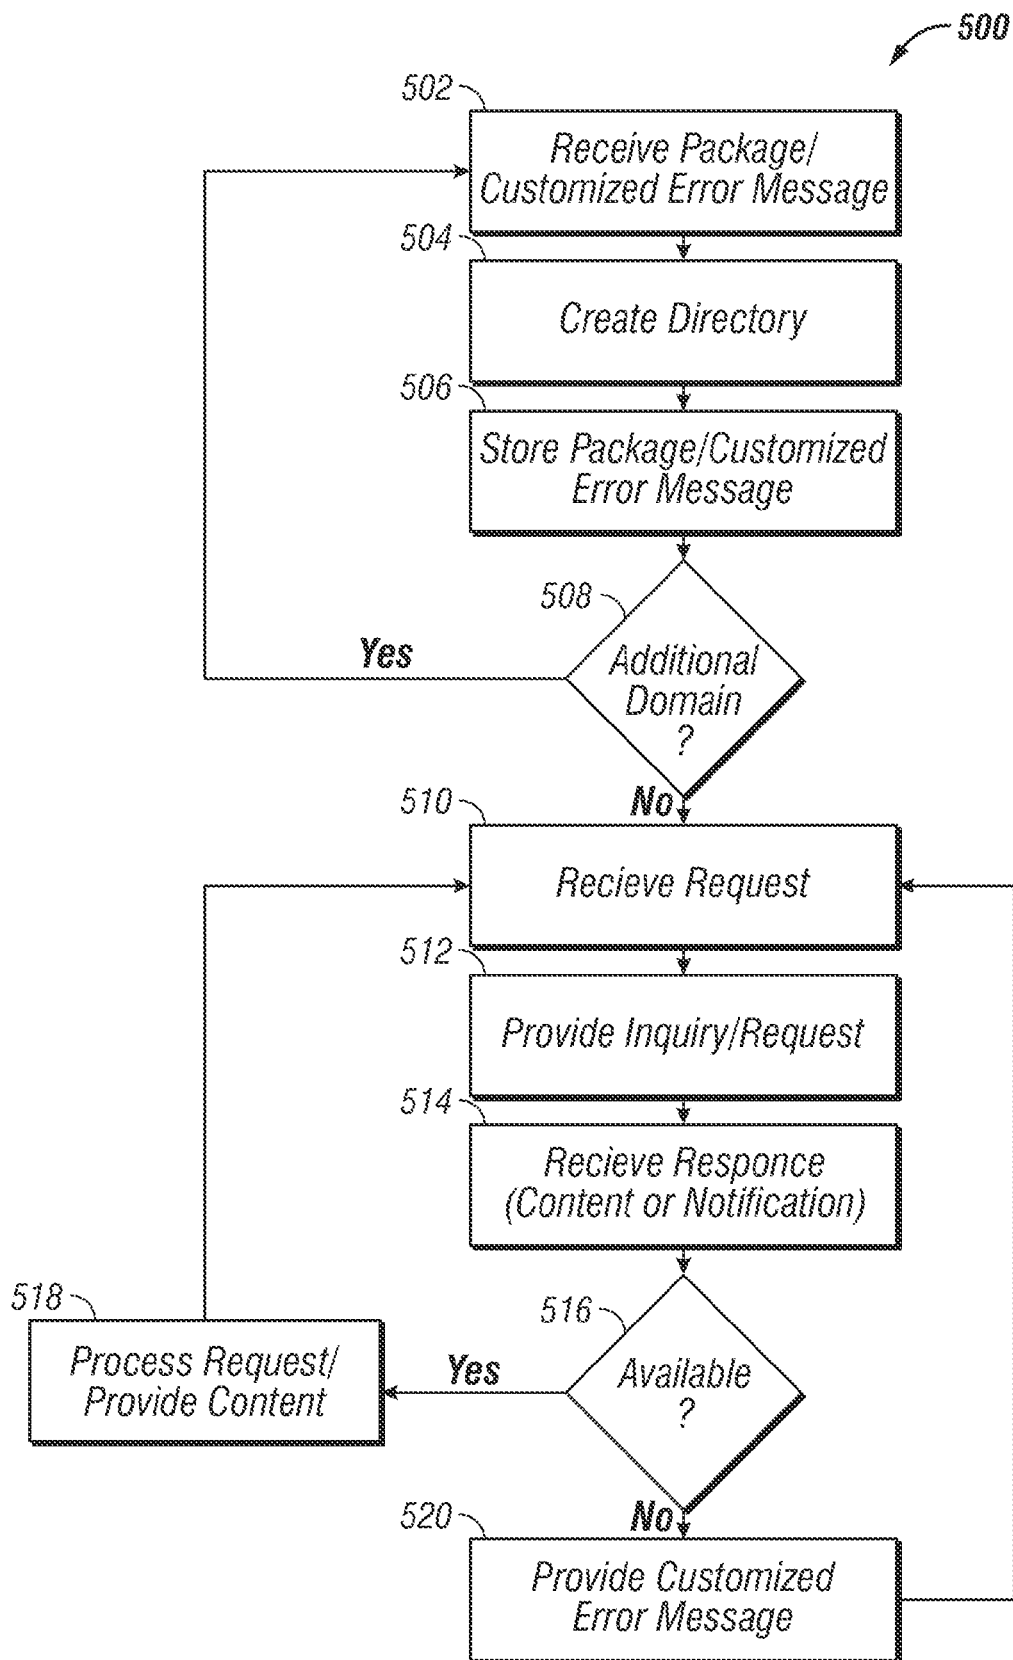 500
502
Receive Package/
Customized Error Message
504
Create Directory
506
Store Package/Customized
Error Message
508
Additional
Domain
?
Yes
No
510
Recieve Request
512
Provide Inquiry/Request
514
Recieve Responce
(Content or Notification)
516
Available
?
Yes
518
Process Request/
Provide Content
No
520
Provide Customized
Error Message